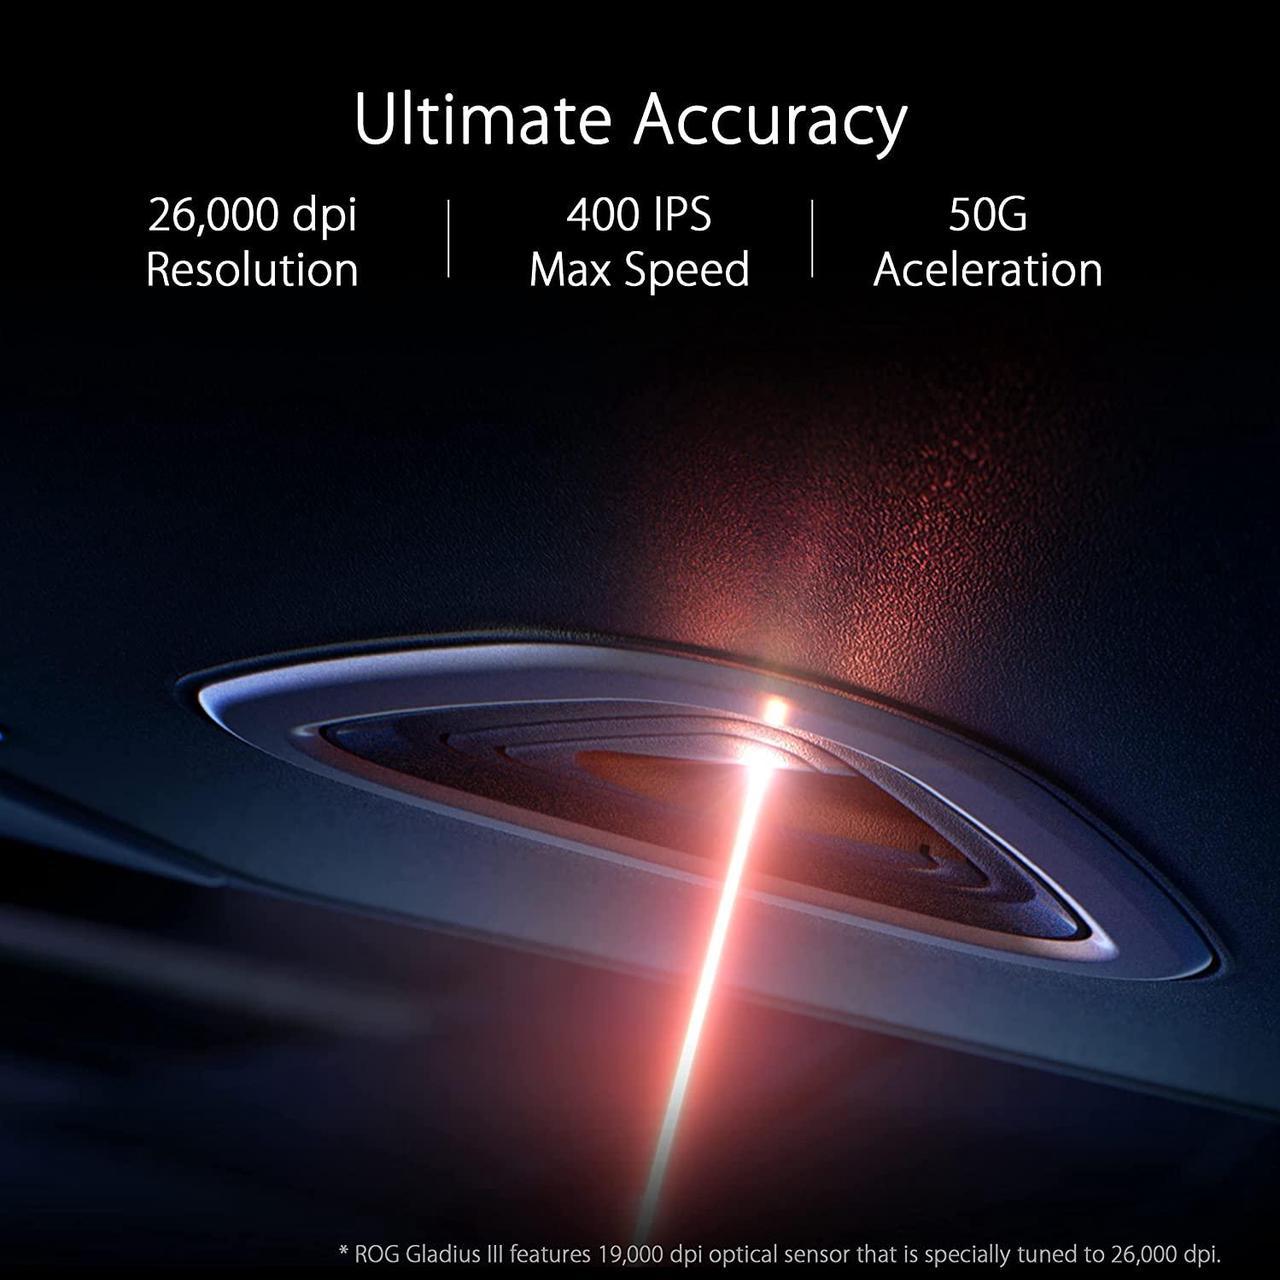 Ultimate Accuracy
26,000 dpi
Resolution
400 IPS
Max Speed
50G
Aceleration
* ROG Gladius III features 19,000 dpi optical sensor that is specially tuned to 26,000 dpi.